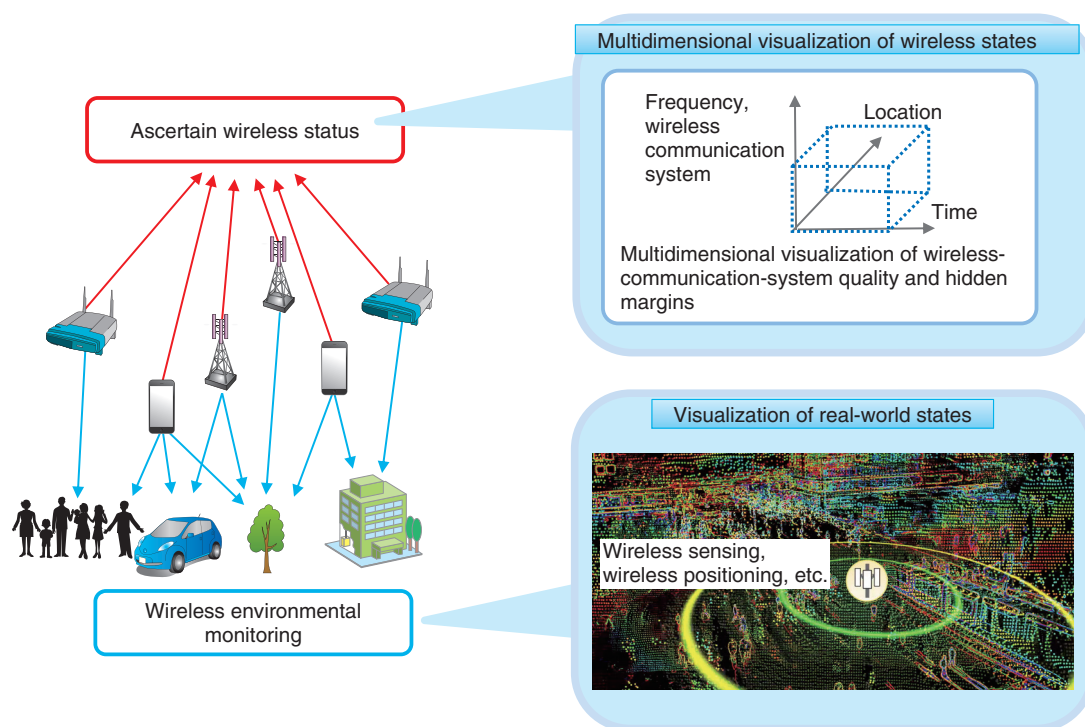 Multidimensional visualization of wireless states
Ascertain wireless status
Frequency,
wireless
communication
system
Location
Time
Multidimensional visualization of wireless-
communication-system quality and hidden
margins
Visualization of real-world states
Wireless sensing,
wireless positioning, etc.
Wireless environmental
monitoring